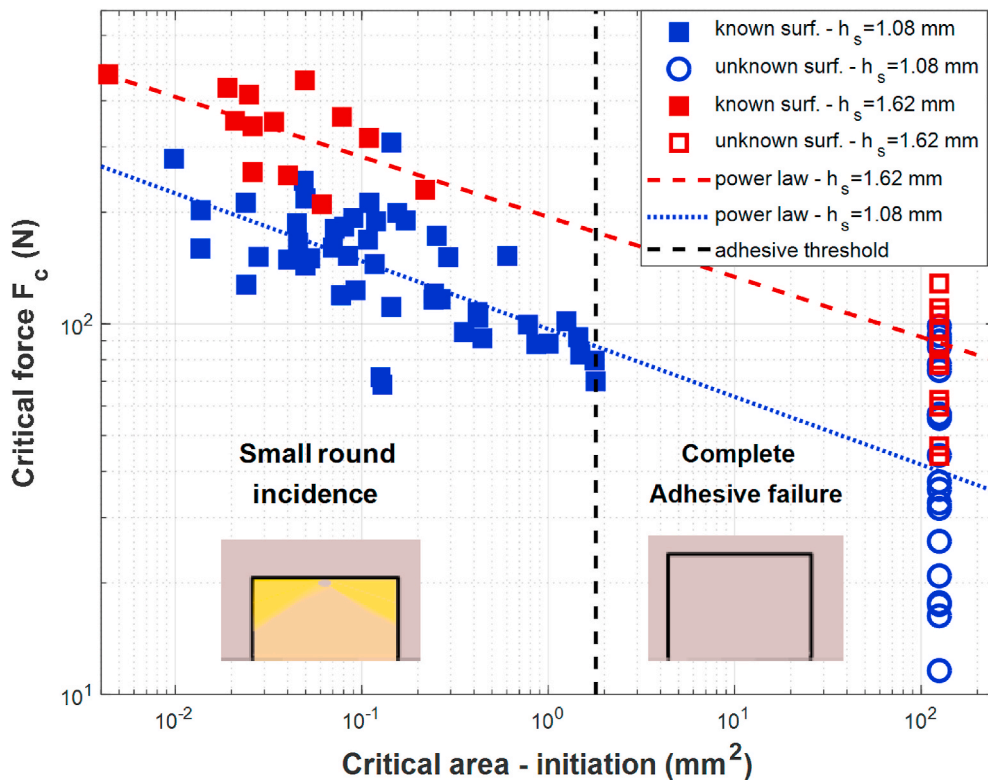 known surf. - h_s=1.08 mm
unknown surf. - h_s=1.08 mm
known surf. - h_s=1.62 mm
unknown surf. - h_s=1.62 mm
power law - h_s=1.62 mm
power law - h_s=1.08 mm
adhesive threshold
Critical force F_c (N)
10^2
10^1
Small round
incidence
Complete
Adhesive failure
10^-2
10^-1
10^0
10^1
10^2
Critical area - initiation (mm^2)